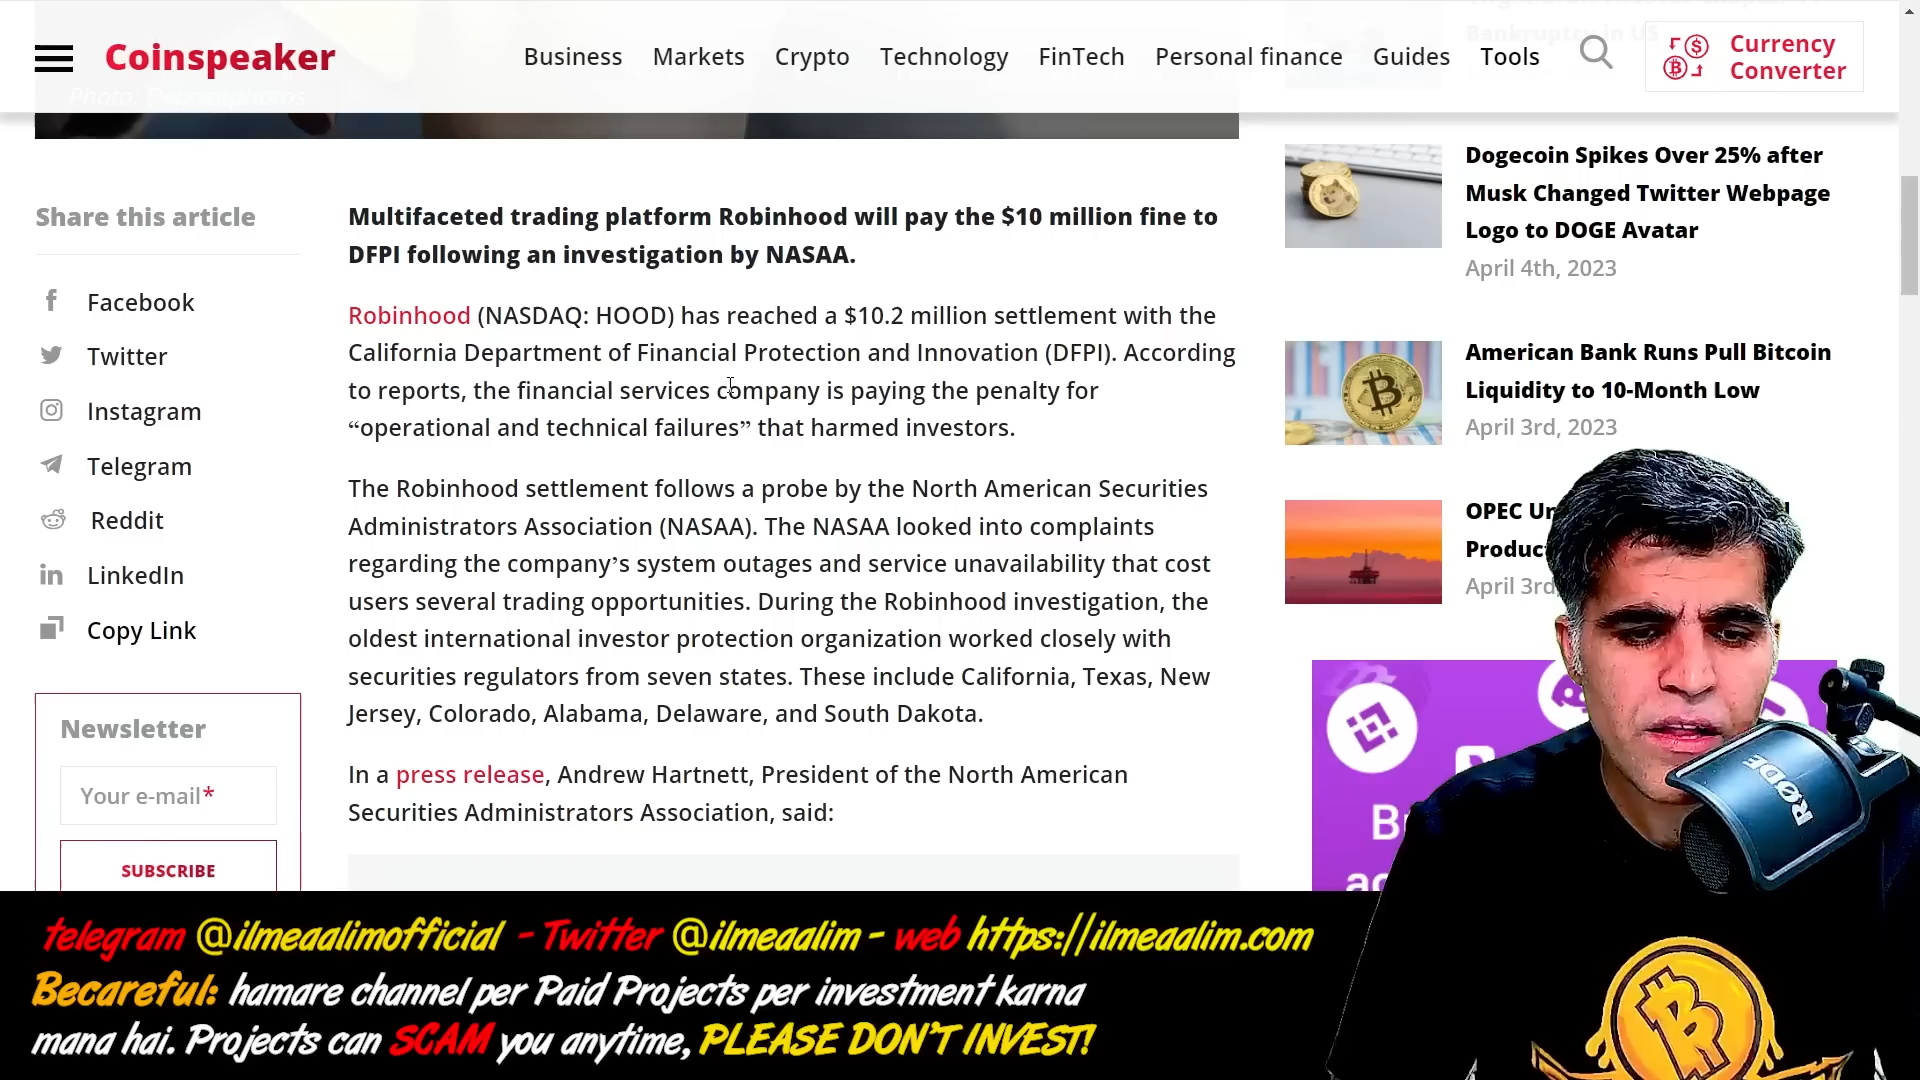 Coinspeaker
Business Markets Crypto Technology FinTech Personal finance Guides Tools
Currency
Converter
Bankruptcy in US
Photo: Depositphotos
Share this article
Facebook
Twitter
Instagram
Telegram
Reddit
LinkedIn
Copy Link
Newsletter
Your e-mail*
SUBSCRIBE
Multifaceted trading platform Robinhood will pay the $10 million fine to
DFPI following an investigation by NASAA.
Robinhood (NASDAQ: HOOD) has reached a $10.2 million settlement with the
California Department of Financial Protection and Innovation (DFPI). According
to reports, the financial services company is paying the penalty for
“operational and technical failures” that harmed investors.
The Robinhood settlement follows a probe by the North American Securities
Administrators Association (NASAA). The NASAA looked into complaints
regarding the company’s system outages and service unavailability that cost
users several trading opportunities. During the Robinhood investigation, the
oldest international investor protection organization worked closely with
securities regulators from seven states. These include California, Texas, New
Jersey, Colorado, Alabama, Delaware, and South Dakota.
In a press release, Andrew Hartnett, President of the North American
Securities Administrators Association, said:
Dogecoin Spikes Over 25% after
Musk Changed Twitter Webpage
Logo to DOGE Avatar
April 4th, 2023
American Bank Runs Pull Bitcoin
Liquidity to 10-Month Low
April 3rd, 2023
OPEC
April 3rd
RØDE
telegram @ilmeaalimofficial - Twitter @ilmeaalim - web https://ilmeaalim.com
Becareful: hamare channel per Paid Projects per investment karna
mana hai. Projects can SCAM you anytime, PLEASE DON'T INVEST!